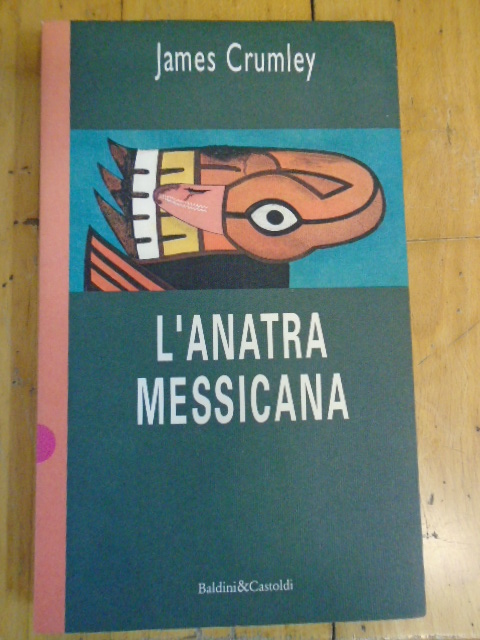 James Crumley
L'ANATRA
MESSICANA
Baldini&Castoldi